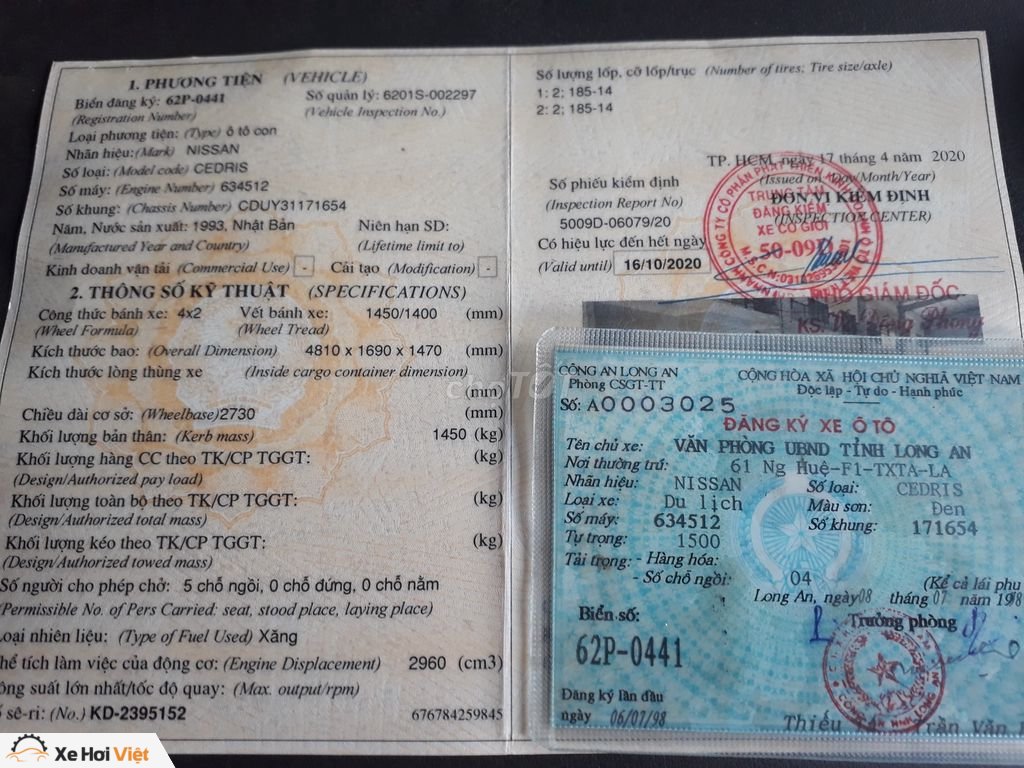 1. PHƯƠNG TIỆN (VEHICLE)
Biển đăng ký: 62P-0441 Số quản lý: 6201S-002297
(Registration Number) (Vehicle Inspection No.)
Loại phương tiện: (Type) ô tô con
Nhãn hiệu: (Mark) NISSAN
Số loại: (Model code) CEDRIS
Số máy: (Engine Number) 634512
Số khung: (Chassis Number) CDUY31171654
Năm, Nước sản xuất: 1993, Nhật Bản Niên hạn SD:
(Manufactured Year and Country) (Lifetime limit to)
Kinh doanh vận tải (Commercial Use) - Cải tạo (Modification) -
2. THÔNG SỐ KỸ THUẬT (SPECIFICATIONS)
Công thức bánh xe: 4x2 Vết bánh xe: 1450/1400 (mm)
(Wheel Formula) (Wheel Tread)
Kích thước bao: (Overall Dimension) 4810 x 1690 x 1470 (mm)
Kích thước lòng thùng xe (Inside cargo container dimension)
(mm)
Chiều dài cơ sở: (Wheelbase) 2730 (mm)
Khối lượng bản thân: (Kerb mass) 1450 (kg)
Khối lượng hàng CC theo TK/CP TGGT: (kg)
(Design/Authorized pay load)
Khối lượng toàn bộ theo TK/CP TGGT: (kg)
(Design/Authorized total mass)
Khối lượng kéo theo TK/CP TGGT: (kg)
(Design/Authorized towed mass)
Số người cho phép chở: 5 chỗ ngồi, 0 chỗ đứng, 0 chỗ nằm
(Permissible No. of Pers Carried: seat, stood place, laying place)
Loại nhiên liệu: (Type of Fuel Used) Xăng
Thể tích làm việc của động cơ: (Engine Displacement) 2960 (cm3)
Công suất lớn nhất/tốc độ quay: (Max. output/rpm)
Số sê-ri: (No.) KD-2395152 676784259845
Số lượng lốp, cỡ lốp/trục (Number of tires; Tire size/axle)
1: 2; 185-14
2: 2; 185-14
TP. HCM, ngày 17 tháng 4 năm 2020
(Issued on: Day/Month/Year)
Số phiếu kiểm định ĐƠN VỊ KIỂM ĐỊNH
(Inspection Report No) (INSPECTION CENTER)
5009D-06079/20
Có hiệu lực đến hết ngày
(Valid until) 16/10/2020
TRUNG TÂM
ĐĂNG KIỂM
XE CƠ GIỚI
PHÓ GIÁM ĐỐC
CÔNG AN LONG AN CỘNG HÒA XÃ HỘI CHỦ NGHĨA VIỆT NAM
Phòng CSGT-TT Độc lập - Tự do - Hạnh phúc
Số: A0003025
ĐĂNG KÝ XE Ô TÔ
Tên chủ xe: VĂN PHÒNG UBND TỈNH LONG AN
Nơi thường trú: 61 Ng Huệ-F1-TXTA-LA
Nhãn hiệu: NISSAN Số loại: CEDRIS
Loại xe: Du lịch Màu sơn: Đen
Số máy: 634512 Số khung: 171654
Tự trọng: 1500
Tải trọng: - Hàng hóa:
- Số chỗ ngồi: 04 (Kể cả lái phụ
Long An, ngày 08 tháng 07 năm 198
Biển số: Trưởng phòng
62P-0441
Đăng ký lần đầu
ngày 06/07/98
Trần Văn
Xe Hơi Việt